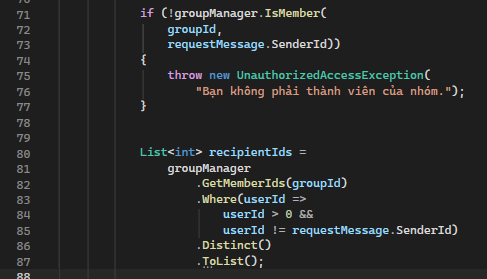 70
71 if (!groupManager.IsMember(
72 groupId,
73 requestMessage.SenderId))
74 {
75 throw new UnauthorizedAccessException(
76 "Bạn không phải thành viên của nhóm.");
77 }
78
79
80 List<int> recipientIds =
81 groupManager
82 .GetMemberIds(groupId)
83 .Where(userId =>
84 userId > 0 &&
85 userId != requestMessage.SenderId)
86 .Distinct()
87 .ToList();
88